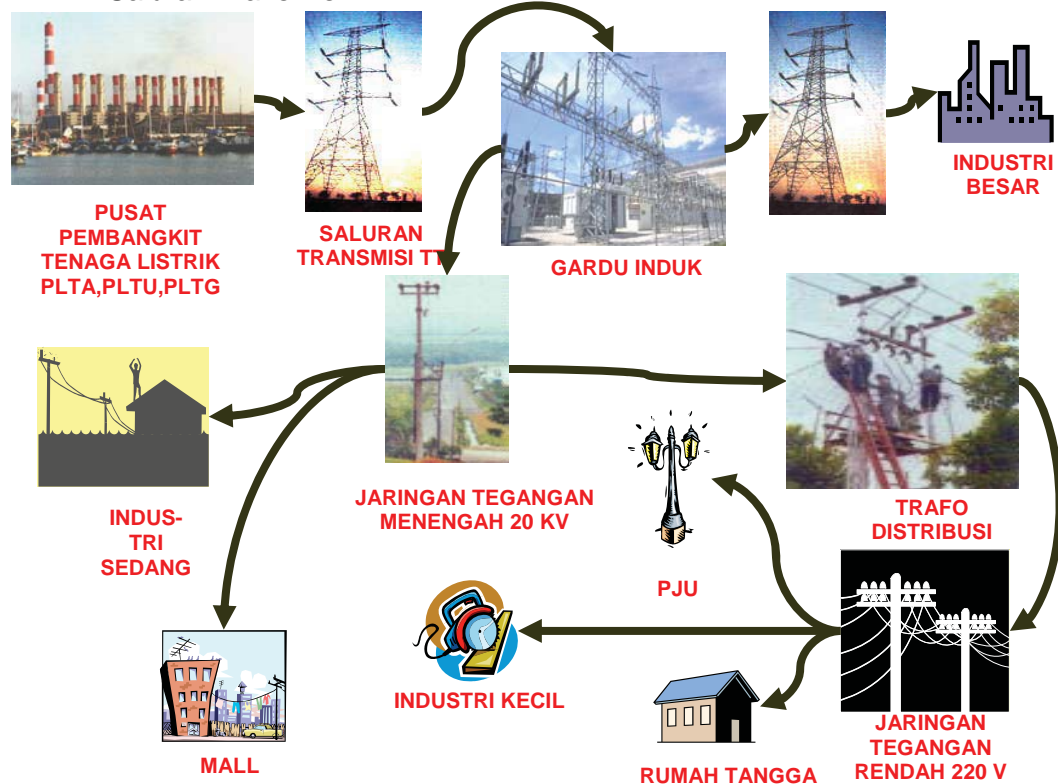 INDUSTRI
BESAR
PUSAT
PEMBANGKIT
TENAGA LISTRIK
PLTA,PLTU,PLTG
SALURAN
TRANSMISI TT
GARDU INDUK
JARINGAN TEGANGAN
MENENGAH 20 KV
TRAFO
DISTRIBUSI
INDUS-
TRI
SEDANG
PJU
INDUSTRI KECIL
MALL
RUMAH TANGGA
JARINGAN
TEGANGAN
RENDAH 220 V